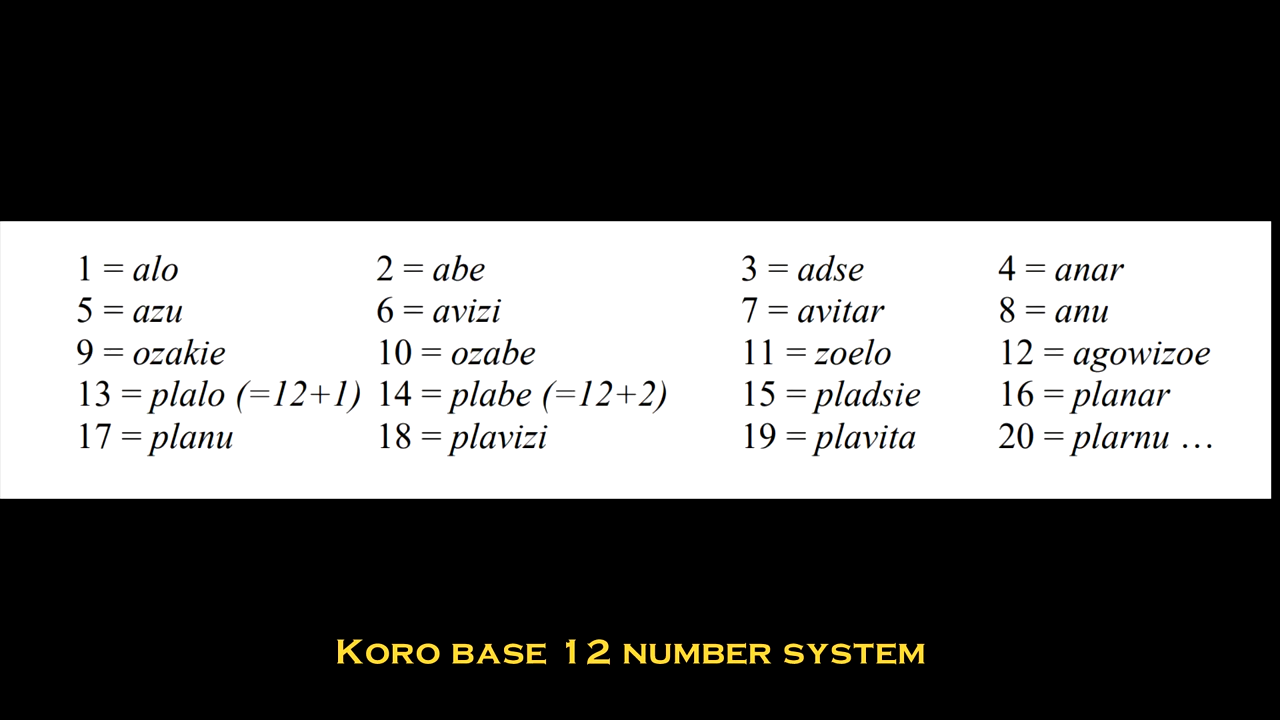 1 = alo 2 = abe 3 = adse 4 = anar
5 = azu 6 = avizi 7 = avitar 8 = anu
9 = ozakie 10 = ozabe 11 = zoelo 12 = agowizoe
13 = plalo (=12+1) 14 = plabe (=12+2) 15 = pladsie 16 = planar
17 = planu 18 = plavizi 19 = plavita 20 = plarnu …
Koro base 12 number system